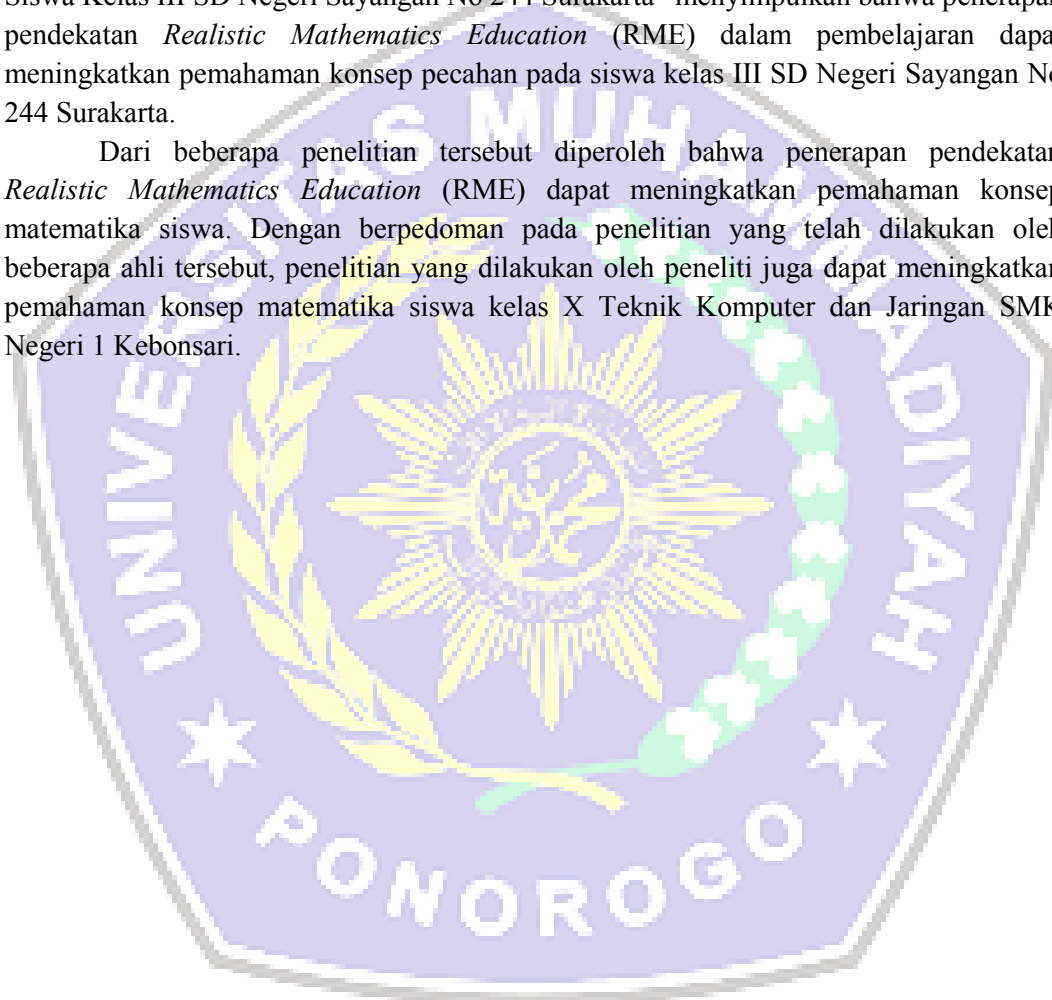 Siswa Kelas III SD Negeri Sayangan No 244 Surakarta" menyimpulkan bahwa penerapan
pendekatan Realistic Mathematics Education (RME) dalam pembelajaran dapa
meningkatkan pemahaman konsep pecahan pada siswa kelas III SD Negeri Sayangan No
244 Surakarta.
Dari beberapa penelitian tersebut diperoleh bahwa penerapan pendekatan
Realistic Mathematics Education (RME) dapat meningkatkan pemahaman konsep
matematika siswa. Dengan berpedoman pada penelitian yang telah dilakukan oleh
beberapa ahli tersebut, penelitian yang dilakukan oleh peneliti juga dapat meningkatkan
pemahaman konsep matematika siswa kelas X Teknik Komputer dan Jaringan SMK
Negeri 1 Kebonsari.
UNIVERSITAS MUHAMMADIYAH
PONOROGO